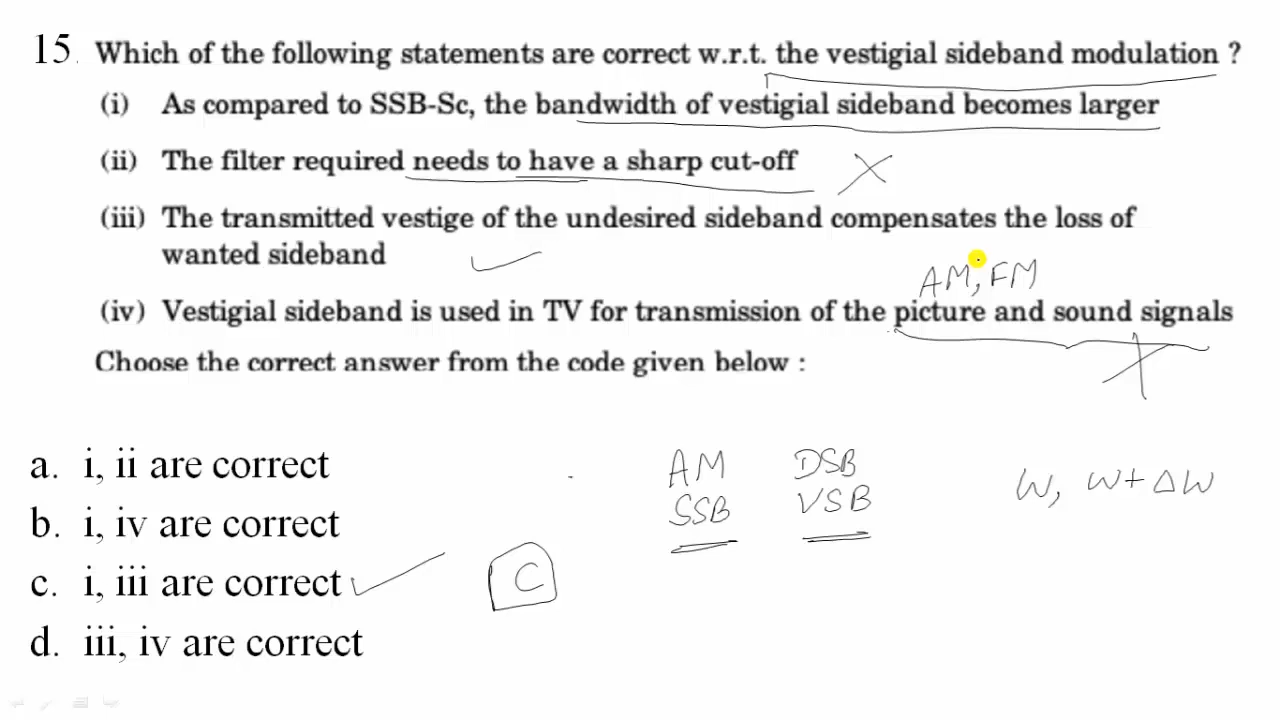 15. Which of the following statements are correct w.r.t. the vestigial sideband modulation ?
(i) As compared to SSB-Sc, the bandwidth of vestigial sideband becomes larger
(ii) The filter required needs to have a sharp cut-off
(iii) The transmitted vestige of the undesired sideband compensates the loss of
wanted sideband
AM, FM
(iv) Vestigial sideband is used in TV for transmission of the picture and sound signals
Choose the correct answer from the code given below :
a. i, ii are correct
b. i, iv are correct
c. i, iii are correct
d. iii, iv are correct
AM DSB
SSB VSB
W, W+ΔW
C